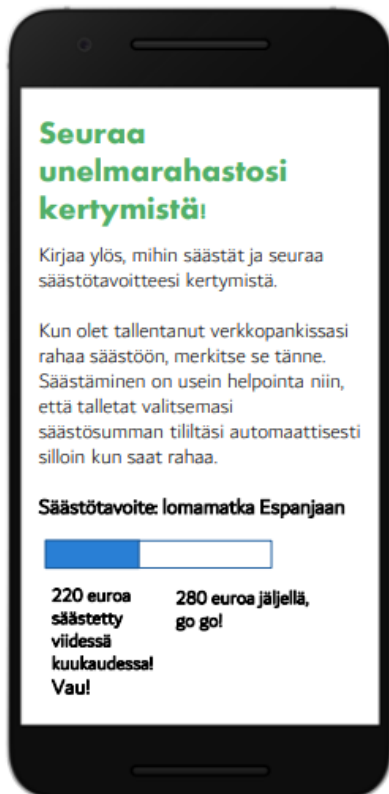 Seuraa
unelmarahastosi
kertymistä!
Kirjaa ylös, mihin säästät ja seuraa
säästötavoitteesi kertymistä.
Kun olet tallentanut verkkopankissasi
rahaa säästöön, merkitse se tänne.
Säästäminen on usein helpointa niin,
että talletat valitsemasi
säästösumman tililtäsi automaattisesti
silloin kun saat rahaa.
Säästötavoite: lomamatka Espanjaan
220 euroa
säästetty
viidessä
kuukaudessa!
Vau!
280 euroa jäljellä,
go go!